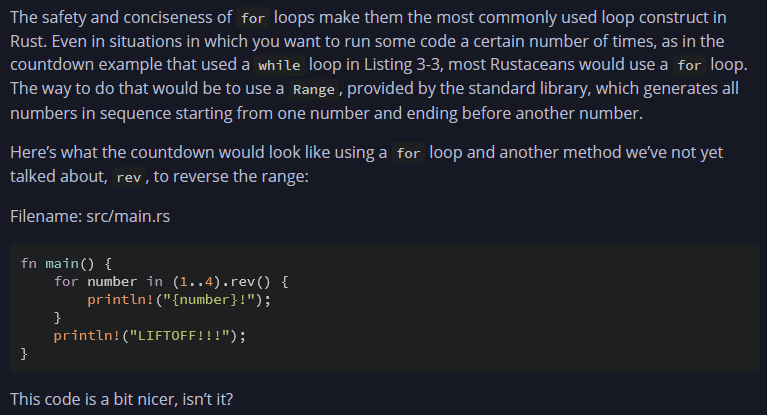 The safety and conciseness of for loops make them the most commonly used loop construct in
Rust. Even in situations in which you want to run some code a certain number of times, as in the
countdown example that used a while loop in Listing 3-3, most Rustaceans would use a for loop.
The way to do that would be to use a Range, provided by the standard library, which generates all
numbers in sequence starting from one number and ending before another number.
Here’s what the countdown would look like using a for loop and another method we’ve not yet
talked about, rev, to reverse the range:
Filename: src/main.rs
fn main() {
    for number in (1..4).rev() {
        println!("{number}!");
    }
    println!("LIFTOFF!!!");
}
This code is a bit nicer, isn’t it?